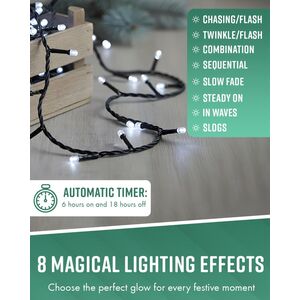 CHASING/FLASH
TWINKLE/FLASH
COMBINATION
SEQUENTIAL
SLOW FADE
STEADY ON
IN WAVES
SLOGS
AUTOMATIC TIMER:
6 hours on and 18 hours off
8 MAGICAL LIGHTING EFFECTS
Choose the perfect glow for every festive moment